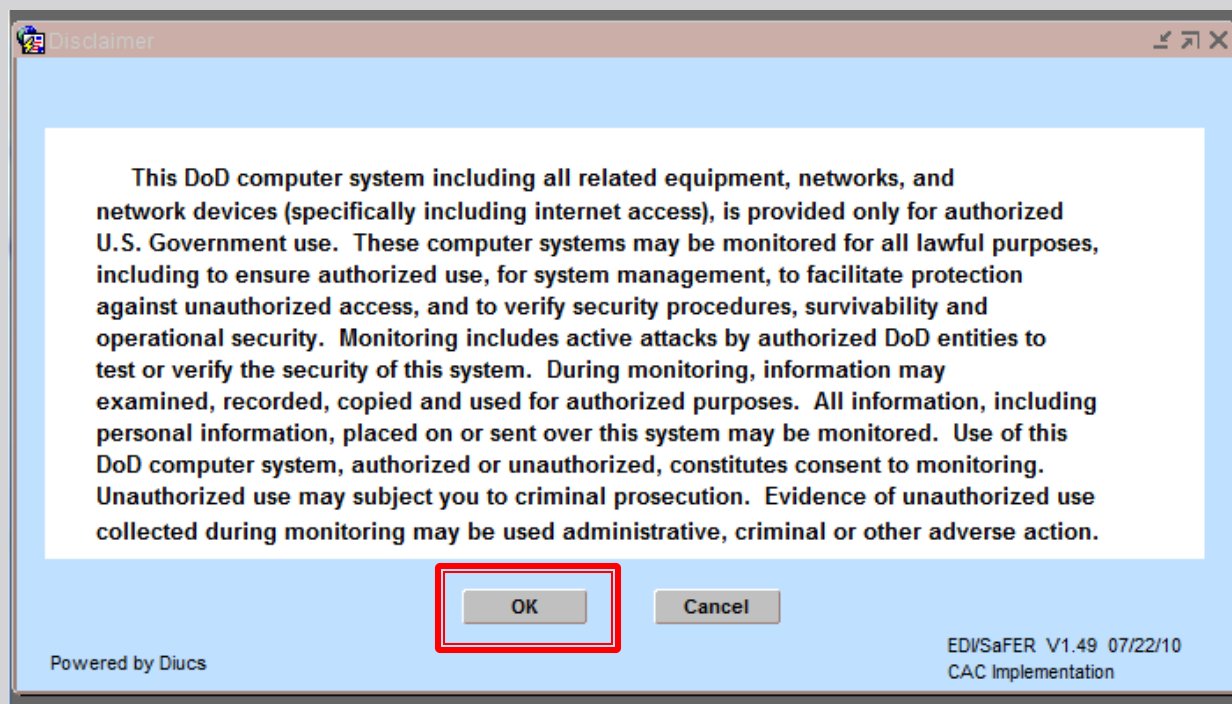 Disclaimer
This DoD computer system including all related equipment, networks, and
network devices (specifically including internet access), is provided only for authorized
U.S. Government use.  These computer systems may be monitored for all lawful purposes,
including to ensure authorized use, for system management, to facilitate protection
against unauthorized access, and to verify security procedures, survivability and
operational security.  Monitoring includes active attacks by authorized DoD entities to
test or verify the security of this system.  During monitoring, information may
examined, recorded, copied and used for authorized purposes.  All information, including
personal information, placed on or sent over this system may be monitored.  Use of this
DoD computer system, authorized or unauthorized, constitutes consent to monitoring.
Unauthorized use may subject you to criminal prosecution.  Evidence of unauthorized use
collected during monitoring may be used administrative, criminal or other adverse action.
OK Cancel
EDI/SaFER V1.49 07/22/10
Powered by Diucs
CAC Implementation